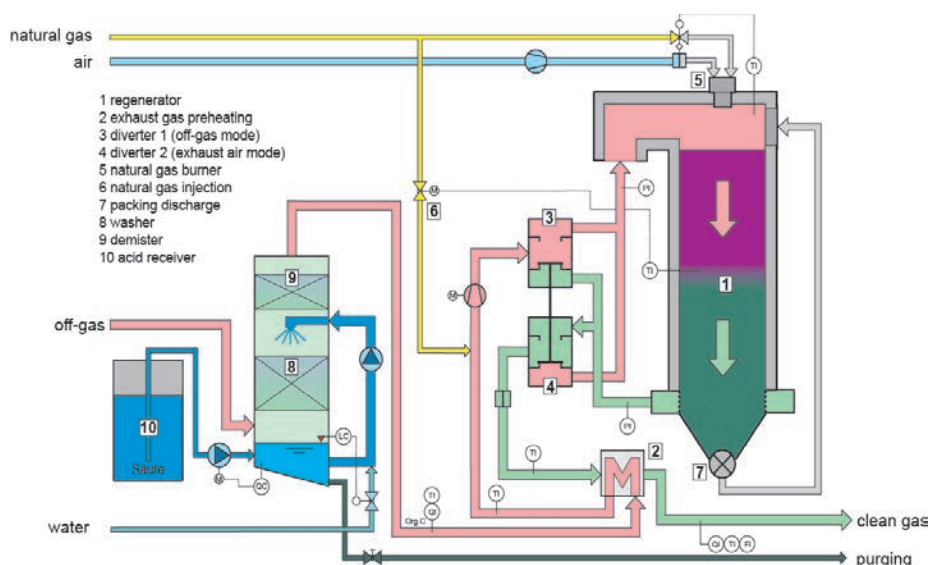 natural gas
air
1 regenerator
2 exhaust gas preheating
3 diverter 1 (off-gas mode)
4 diverter 2 (exhaust air mode)
5 natural gas burner
6 natural gas injection
7 packing discharge
8 washer
9 demister
10 acid receiver
TI
5
PI
M
6
3
TI
1
9
M
off-gas
8
4
10
LC
PI
Saure
2
7
TI
M
QC
TI
QI
Org.C
TI
water
clean gas
QI TI FI
purging